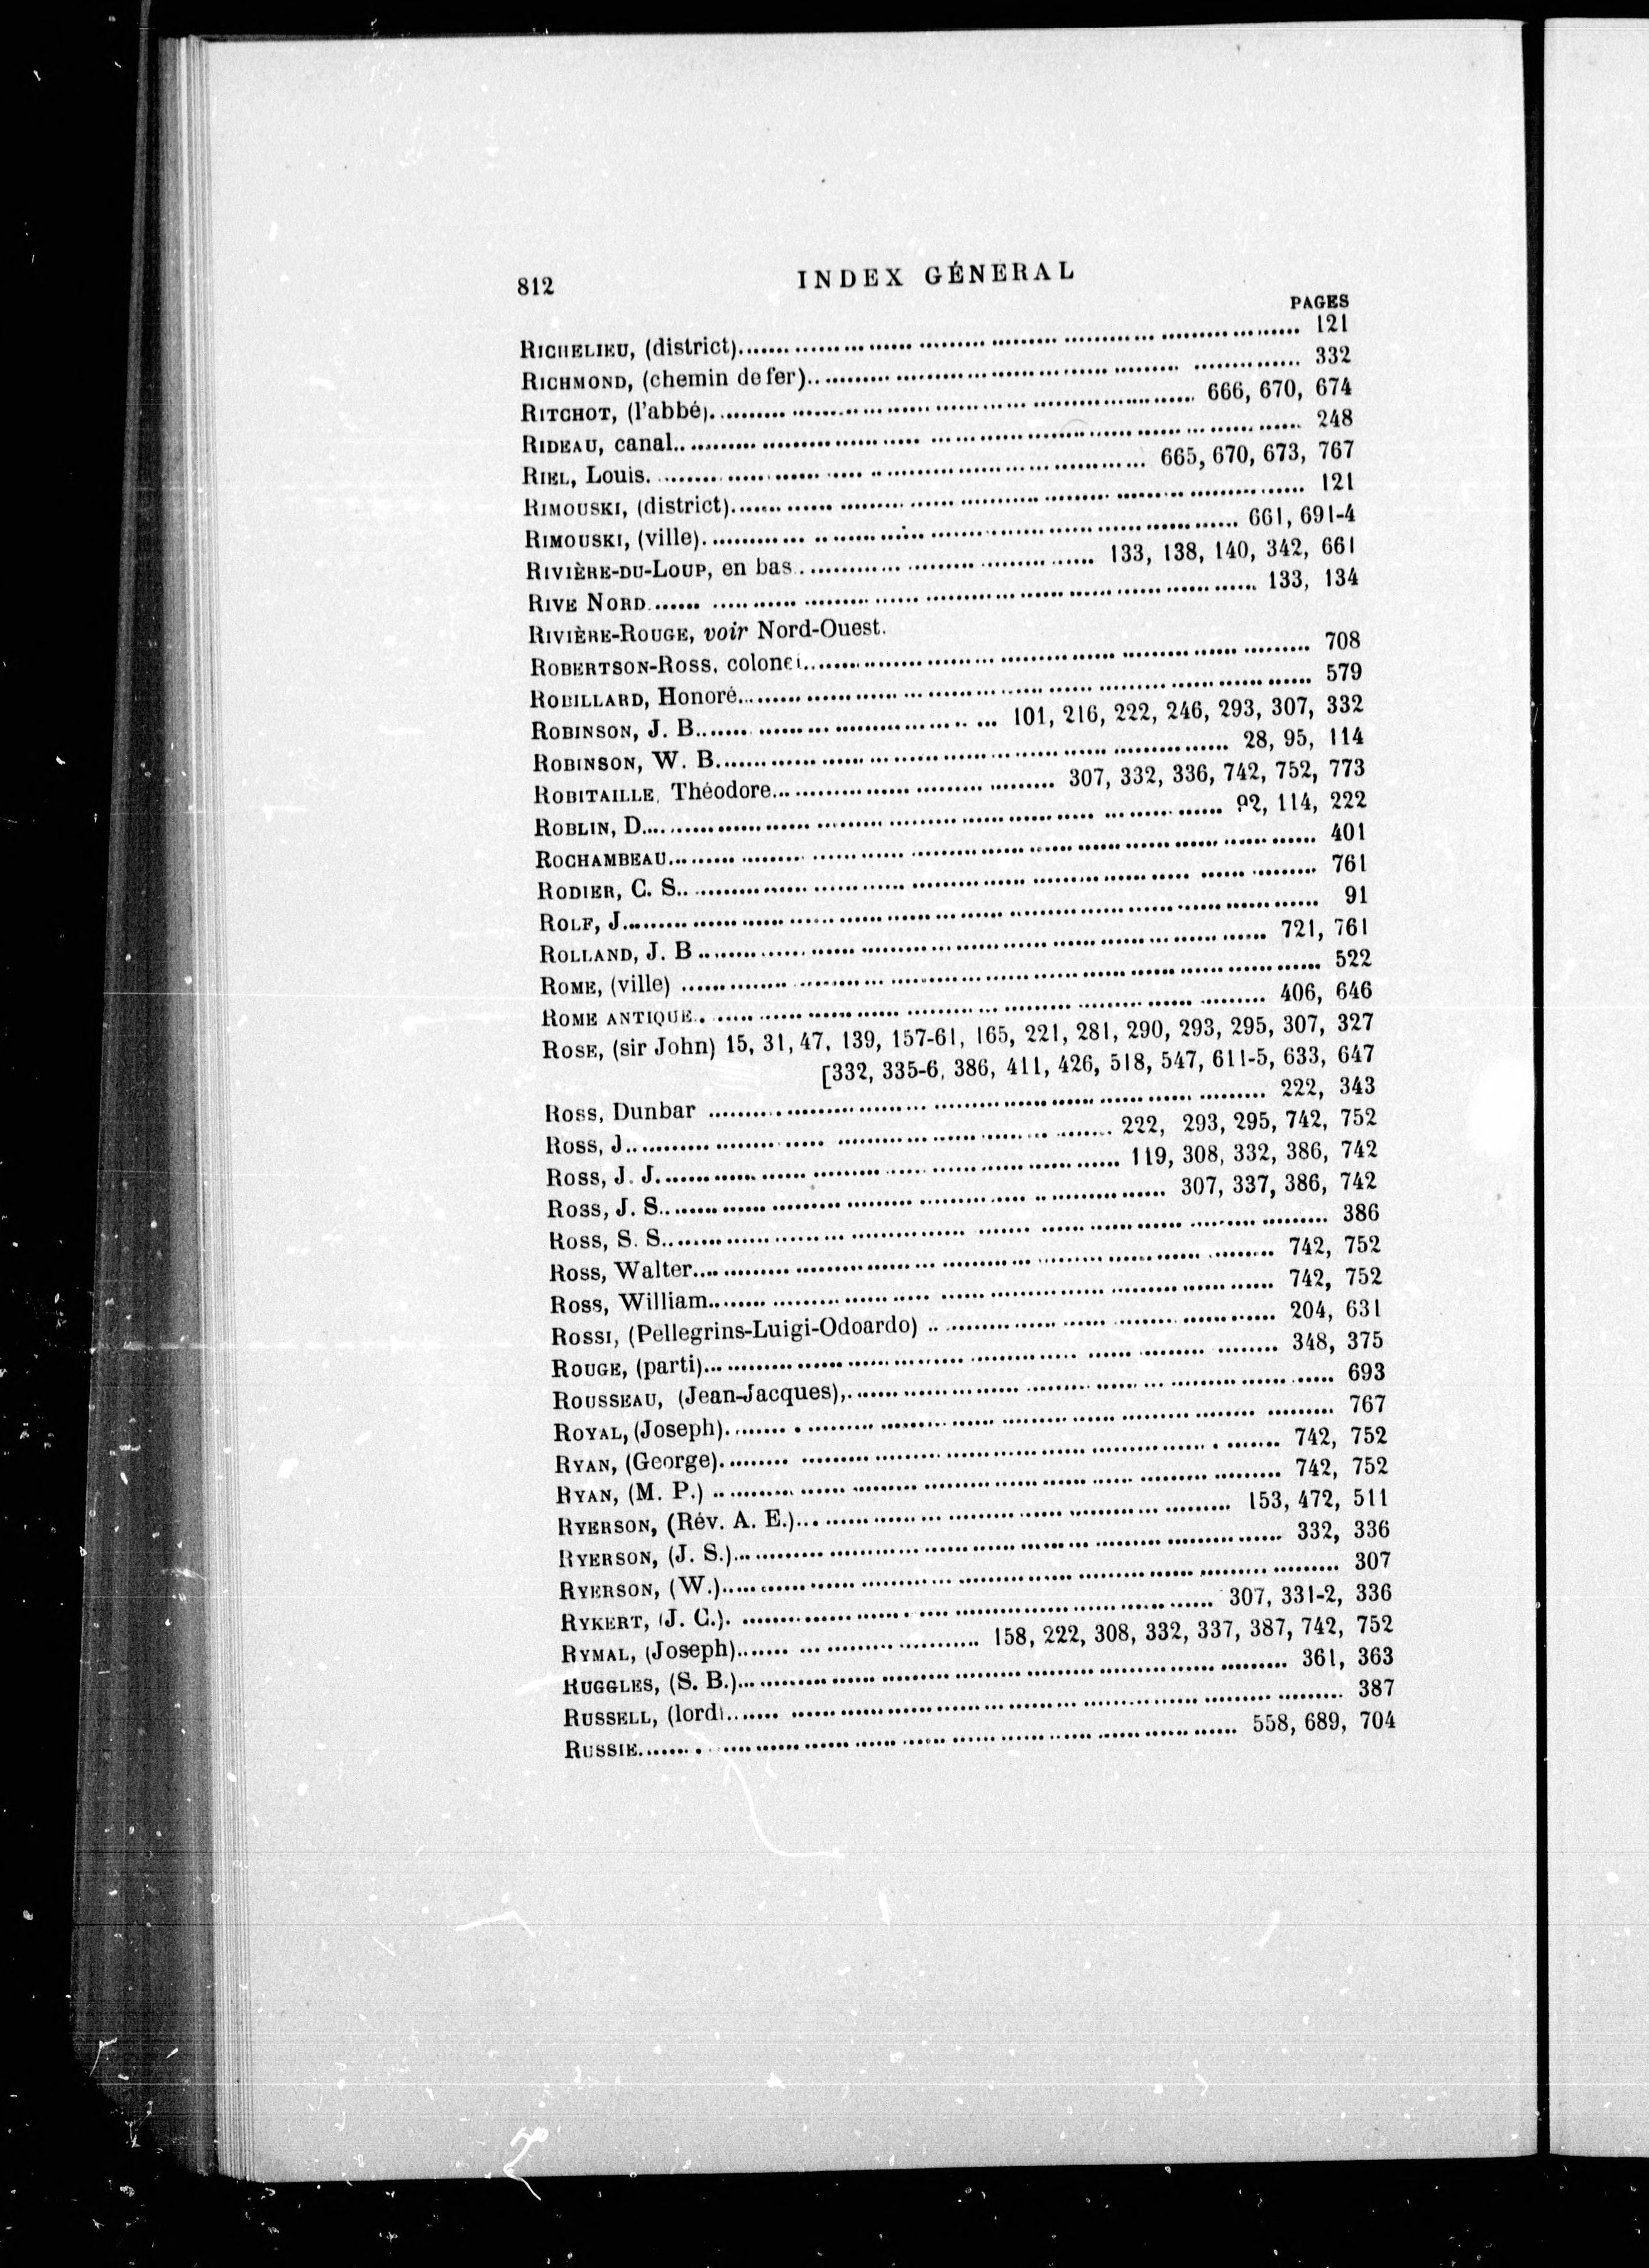 812 INDEX GÉNERAL
PAGES
RICHELIEU, (district)........ 121
RICHMOND, (chemin de fer)........ 332
RITCHOT, (l'abbé)........ 666, 670, 674
RIDEAU, canal........ 248
RIEL, Louis........ 665, 670, 673, 767
RIMOUSKI, (district)........ 121
RIMOUSKI, (ville)........ 661, 691-4
RIVIÈRE-DU-LOUP, en bas........ 133, 138, 140, 342, 661
RIVE NORD........ 133, 134
RIVIÈRE-ROUGE, voir Nord-Ouest.
ROBERTSON-ROSS, colonel........ 708
ROBILLARD, Honoré........ 579
ROBINSON, J. B........ 101, 216, 222, 246, 293, 307, 332
ROBINSON, W. B........ 28, 95, 114
ROBITAILLE, Théodore........ 307, 332, 336, 742, 752, 773
ROBLIN, D........ 92, 114, 222
ROCHAMBEAU........ 401
RODIER, C. S........ 761
ROLF, J........ 91
ROLLAND, J. B ........ 721, 761
ROME, (ville) ........ 522
ROME ANTIQUE........ 406, 646
ROSE, (sir John) 15, 31, 47, 139, 157-61, 165, 221, 281, 290, 293, 295, 307, 327
[332, 335-6, 386, 411, 426, 518, 547, 611-5, 633, 647
ROSS, Dunbar ........ 222, 343
ROSS, J........ 222, 293, 295, 742, 752
ROSS, J. J........ 119, 308, 332, 386, 742
ROSS, J. S........ 307, 337, 386, 742
ROSS, S. S........ 386
ROSS, Walter........ 742, 752
ROSS, William........ 742, 752
ROSSI, (Pellegrins-Luigi-Odoardo) ........ 204, 631
ROUGE, (parti)........ 348, 375
ROUSSEAU, (Jean-Jacques),........ 693
ROYAL, (Joseph)........ 767
RYAN, (George)........ 742, 752
RYAN, (M. P.) ........ 742, 752
RYERSON, (Rév. A. E.)........ 153, 472, 511
RYERSON, (J. S.)........ 332, 336
RYERSON, (W.)........ 307
RYKERT, (J. C.). ........ 307, 331-2, 336
RYMAL, (Joseph)........ 158, 222, 308, 332, 337, 387, 742, 752
RUGGLES, (S. B.)........ 361, 363
RUSSELL, (lord)........ 387
RUSSIE........ 558, 689, 704